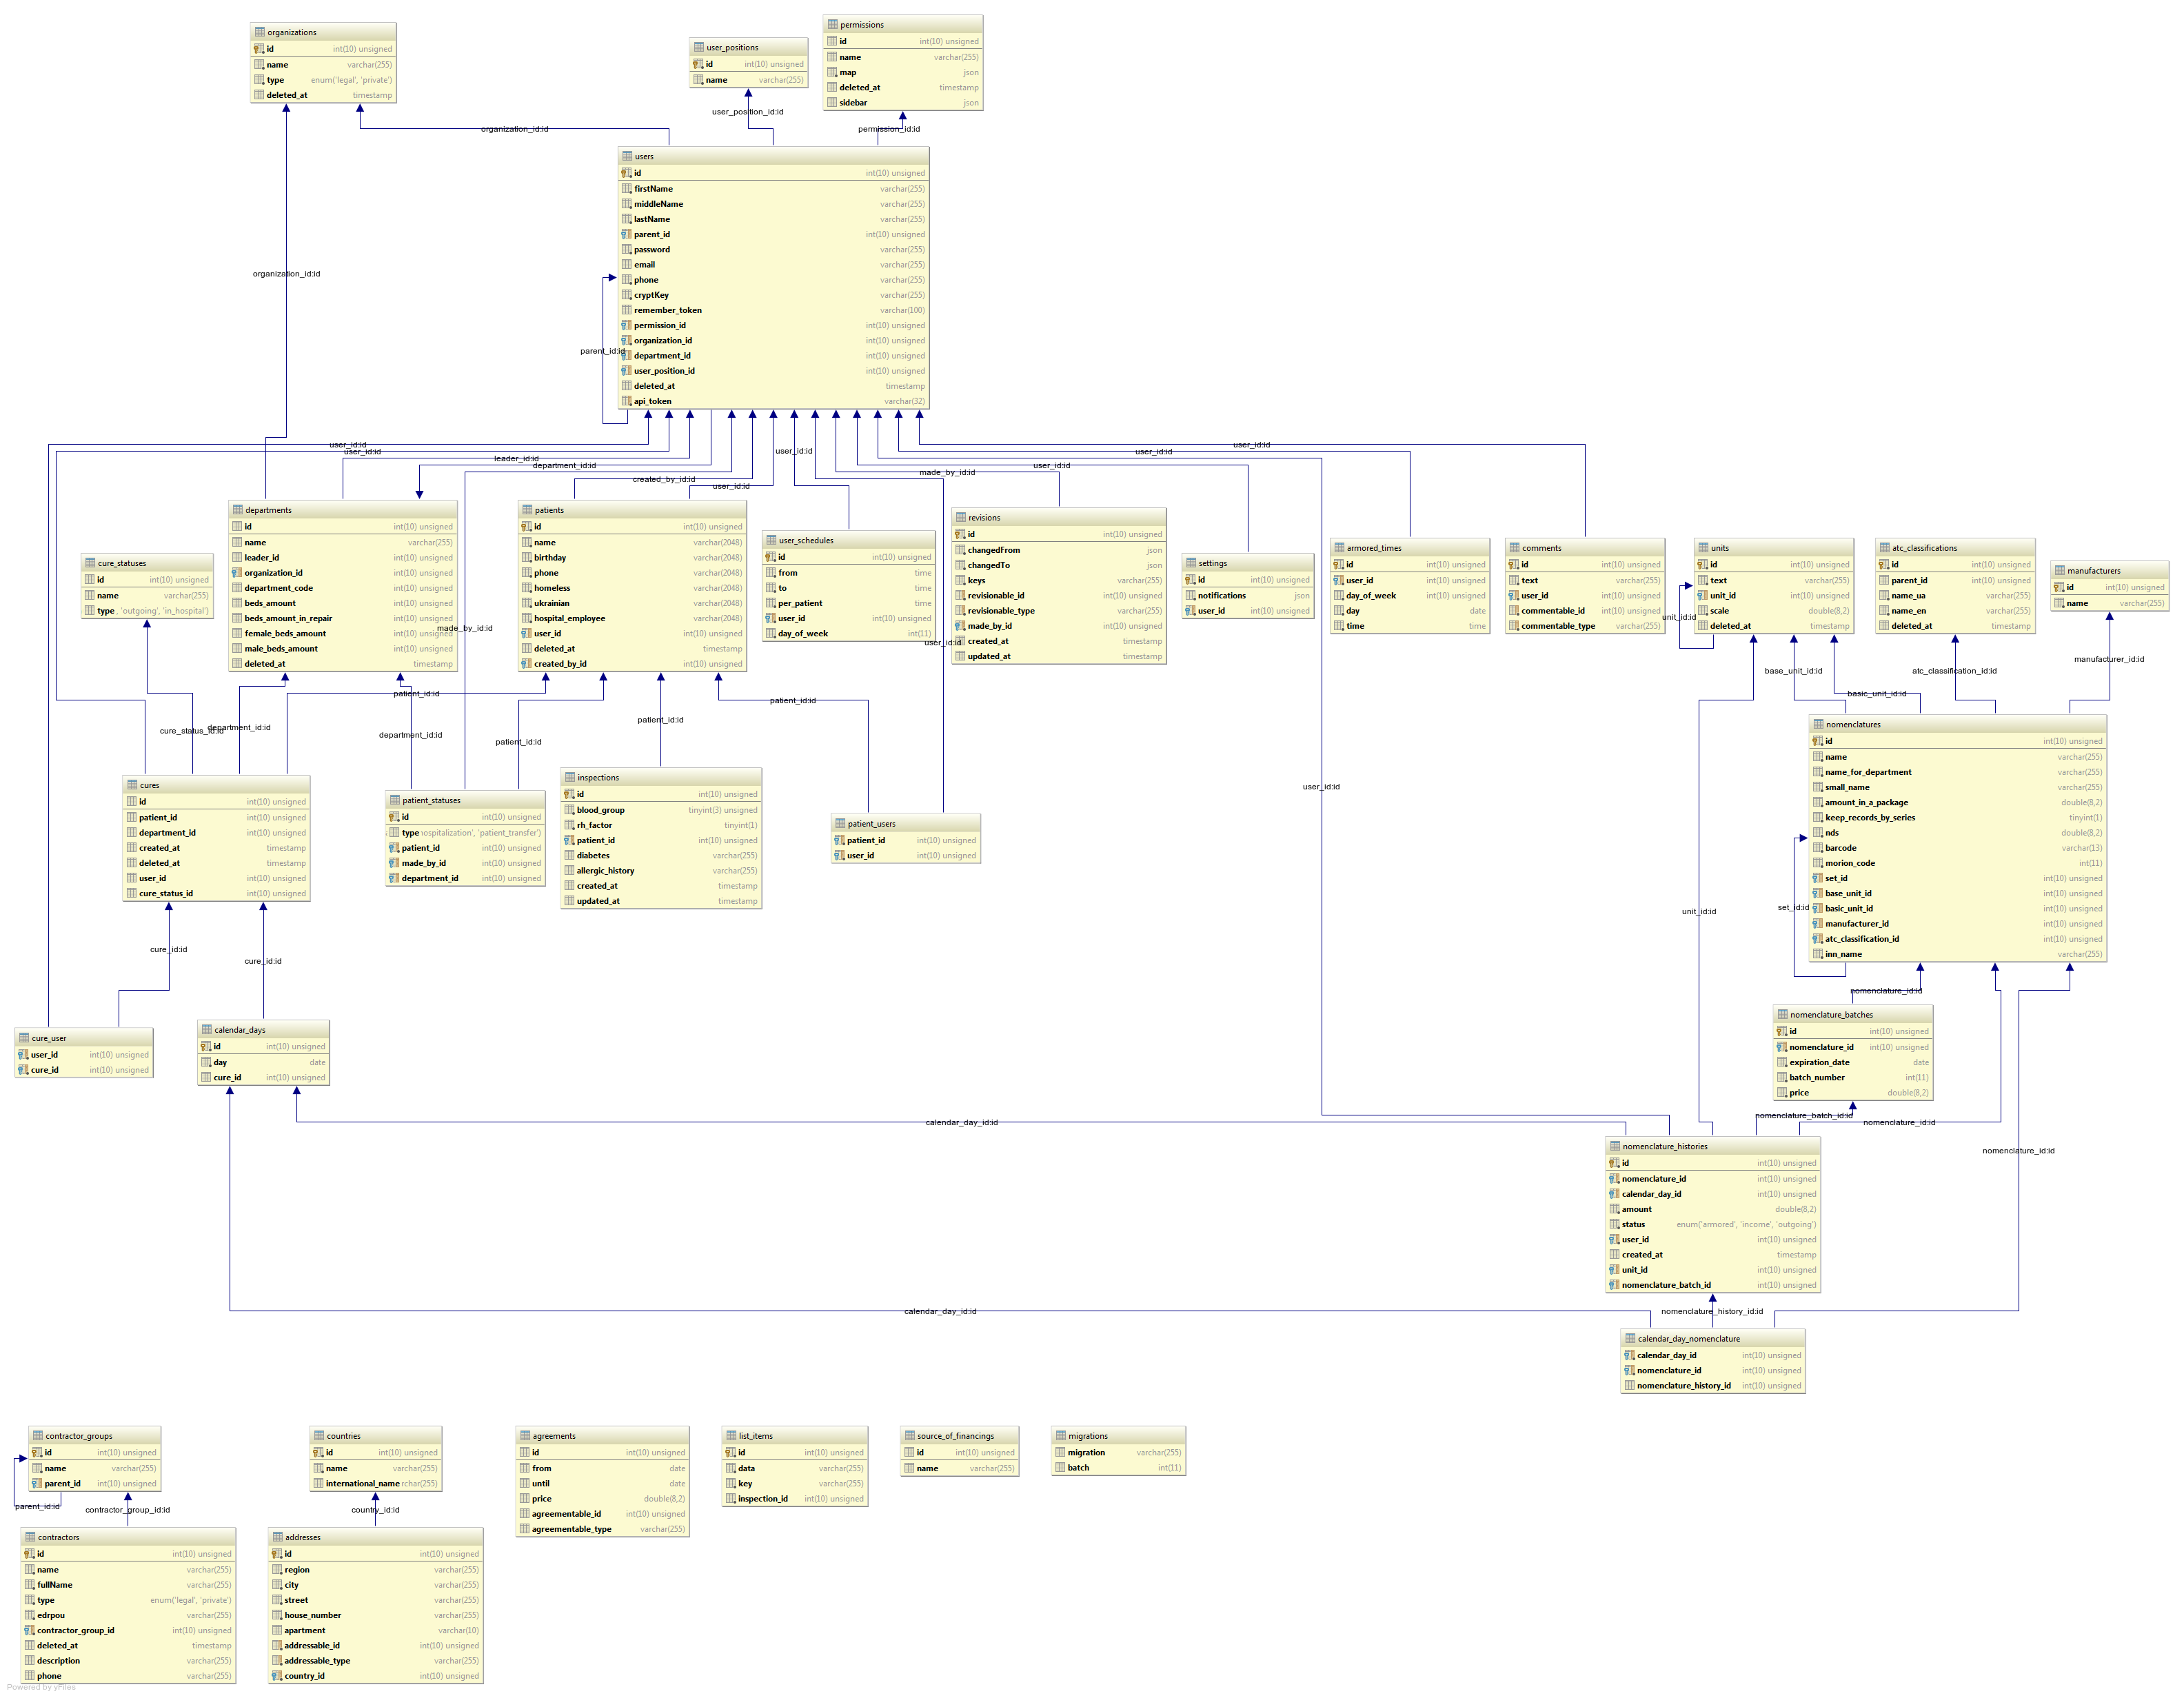 organizations
id int(10) unsigned
name varchar(255)
type enum('legal', 'private')
deleted_at timestamp
user_positions
id int(10) unsigned
name varchar(255)
permissions
id int(10) unsigned
name varchar(255)
map json
deleted_at timestamp
sidebar json
organization_id:id
user_position_id:id
permission_id:id
users
id int(10) unsigned
firstName varchar(255)
middleName varchar(255)
lastName varchar(255)
parent_id int(10) unsigned
password varchar(255)
email varchar(255)
phone varchar(255)
cryptKey varchar(255)
remember_token varchar(100)
permission_id int(10) unsigned
organization_id int(10) unsigned
department_id int(10) unsigned
user_position_id int(10) unsigned
deleted_at timestamp
api_token varchar(32)
organization_id:id
parent_id:id
user_id:id
user_id:id
leader_id:id
department_id:id
created_by_id:id
user_id:id
user_id:id
made_by_id:id
user_id:id
user_id:id
user_id:id
cure_statuses
id int(10) unsigned
name varchar(255)
type , 'outgoing', 'in_hospital')
departments
id int(10) unsigned
name varchar(255)
leader_id int(10) unsigned
organization_id int(10) unsigned
department_code int(10) unsigned
beds_amount int(10) unsigned
beds_amount_in_repair int(10) unsigned
female_beds_amount int(10) unsigned
male_beds_amount int(10) unsigned
deleted_at timestamp
made_by_id:id
patients
id int(10) unsigned
name varchar(2048)
birthday varchar(2048)
phone varchar(2048)
homeless varchar(2048)
ukrainian varchar(2048)
hospital_employee varchar(2048)
user_id int(10) unsigned
deleted_at timestamp
created_by_id int(10) unsigned
user_schedules
id int(10) unsigned
from time
to time
per_patient time
user_id int(10) unsigned
day_of_week int(11)
user_id:id
revisions
id int(10) unsigned
changedFrom json
changedTo json
keys varchar(255)
revisionable_id int(10) unsigned
revisionable_type varchar(255)
made_by_id int(10) unsigned
created_at timestamp
updated_at timestamp
settings
id int(10) unsigned
notifications json
user_id int(10) unsigned
armored_times
id int(10) unsigned
user_id int(10) unsigned
day_of_week int(10) unsigned
day date
time time
comments
id int(10) unsigned
text varchar(255)
user_id int(10) unsigned
commentable_id int(10) unsigned
commentable_type varchar(255)
units
id int(10) unsigned
text varchar(255)
unit_id int(10) unsigned
scale double(8,2)
deleted_at timestamp
unit_id:id
atc_classifications
id int(10) unsigned
parent_id int(10) unsigned
name_ua varchar(255)
name_en varchar(255)
deleted_at timestamp
manufacturers
id int(10) unsigned
name varchar(255)
base_unit_id:id
basic_unit_id:id
atc_classification_id:id
manufacturer_id:id
patient_id:id
cure_status_id:id
department_id:id
department_id:id
patient_id:id
patient_id:id
patient_id:id
cures
id int(10) unsigned
patient_id int(10) unsigned
department_id int(10) unsigned
created_at timestamp
deleted_at timestamp
user_id int(10) unsigned
cure_status_id int(10) unsigned
patient_statuses
id int(10) unsigned
type ospitalization', 'patient_transfer')
patient_id int(10) unsigned
made_by_id int(10) unsigned
department_id int(10) unsigned
inspections
id int(10) unsigned
blood_group tinyint(3) unsigned
rh_factor tinyint(1)
patient_id int(10) unsigned
diabetes varchar(255)
allergic_history varchar(255)
created_at timestamp
updated_at timestamp
patient_users
patient_id int(10) unsigned
user_id int(10) unsigned
user_id:id
unit_id:id
nomenclatures
id int(10) unsigned
name varchar(255)
name_for_department varchar(255)
small_name varchar(255)
amount_in_a_package double(8,2)
keep_records_by_series tinyint(1)
nds double(8,2)
barcode varchar(13)
morion_code int(11)
set_id int(10) unsigned
base_unit_id int(10) unsigned
basic_unit_id int(10) unsigned
manufacturer_id int(10) unsigned
atc_classification_id int(10) unsigned
inn_name varchar(255)
set_id:id
cure_id:id
cure_id:id
nomenclature_id:id
cure_user
user_id int(10) unsigned
cure_id int(10) unsigned
calendar_days
id int(10) unsigned
day date
cure_id int(10) unsigned
nomenclature_batches
id int(10) unsigned
nomenclature_id int(10) unsigned
expiration_date date
batch_number int(11)
price double(8,2)
calendar_day_id:id
nomenclature_batch_id:id
nomenclature_id:id
nomenclature_id:id
nomenclature_histories
id int(10) unsigned
nomenclature_id int(10) unsigned
calendar_day_id int(10) unsigned
amount double(8,2)
status enum('armored', 'income', 'outgoing')
user_id int(10) unsigned
created_at timestamp
unit_id int(10) unsigned
nomenclature_batch_id int(10) unsigned
calendar_day_id:id
nomenclature_history_id:id
calendar_day_nomenclature
calendar_day_id int(10) unsigned
nomenclature_id int(10) unsigned
nomenclature_history_id int(10) unsigned
contractor_groups
id int(10) unsigned
name varchar(255)
parent_id int(10) unsigned
parent_id:id
contractor_group_id:id
countries
id int(10) unsigned
name varchar(255)
international_name rchar(255)
country_id:id
agreements
id int(10) unsigned
from date
until date
price double(8,2)
agreementable_id int(10) unsigned
agreementable_type varchar(255)
list_items
id int(10) unsigned
data varchar(255)
key varchar(255)
inspection_id int(10) unsigned
source_of_financings
id int(10) unsigned
name varchar(255)
migrations
migration varchar(255)
batch int(11)
contractors
id int(10) unsigned
name varchar(255)
fullName varchar(255)
type enum('legal', 'private')
edrpou varchar(255)
contractor_group_id int(10) unsigned
deleted_at timestamp
description varchar(255)
phone varchar(255)
addresses
id int(10) unsigned
region varchar(255)
city varchar(255)
street varchar(255)
house_number varchar(255)
apartment varchar(10)
addressable_id int(10) unsigned
addressable_type varchar(255)
country_id int(10) unsigned
Powered by yFiles